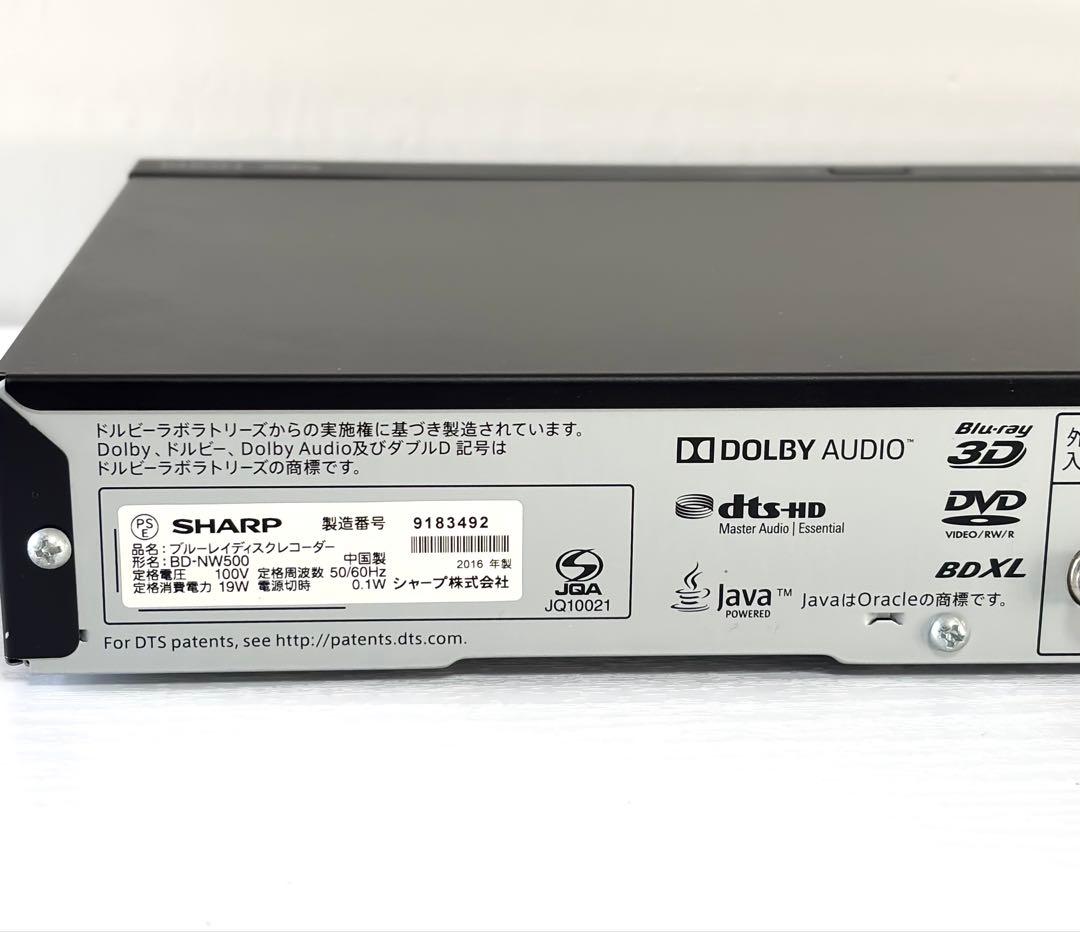 ドルビーラボラトリーズからの実施権に基づき製造されています。
Dolby、ドルビー、Dolby Audio及びダブルD 記号は
ドルビーラボラトリーズの商標です。
PS
E
SHARP 製造番号 9183492
品名：ブルーレイディスクレコーダー
形名：BD-NW500 中国製 2016 年製
定格電圧 100V 定格周波数 50/60Hz
定格消費電力 19W 電源切時 0.1W シャープ株式会社
JQA
JQ10021
For DTS patents, see http://patents.dts.com.
DOLBY AUDIO™
Blu-ray
3D
dts-HD
Master Audio | Essential
DVD
VIDEO/RW/R
BDXL
Java™
POWERED
JavaはOracleの商標です。
外
入